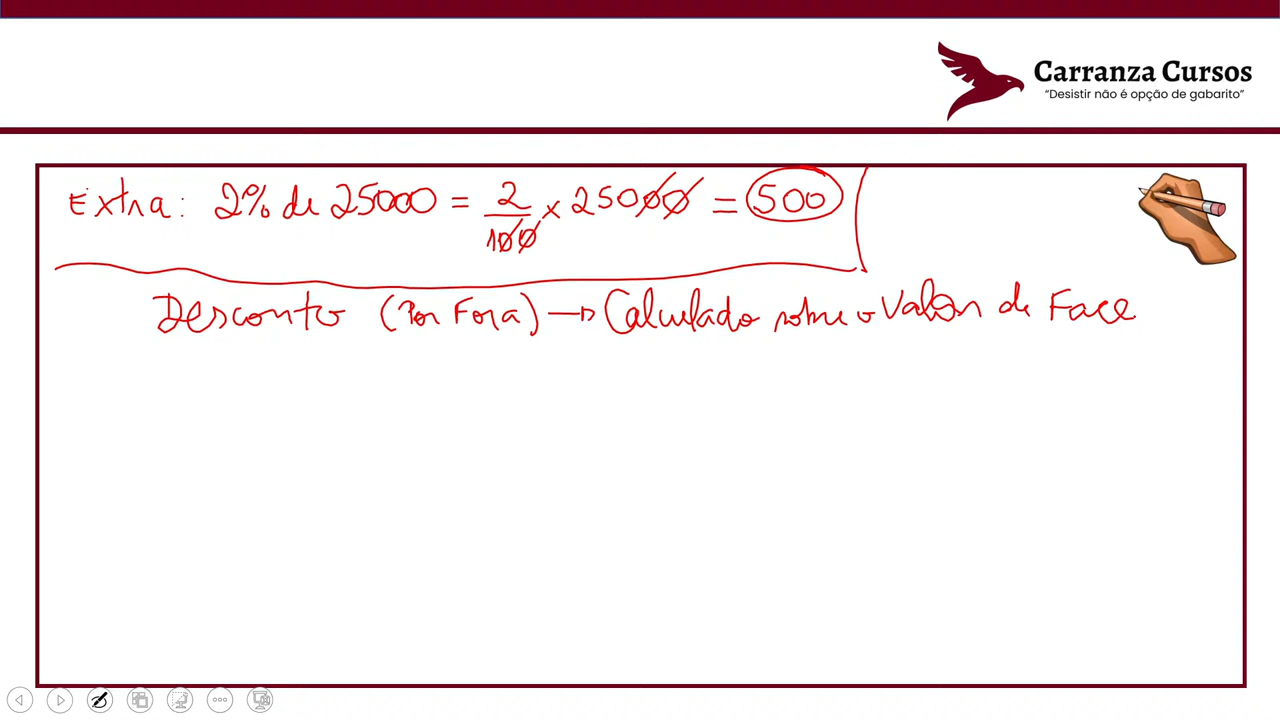 Carranza Cursos
“Desistir não é opção de gabarito”
Extra: 2% de 25000 = 2/100 x 25000 = 500
Desconto (Por Fora) → Calculado sobre o Valor de Face